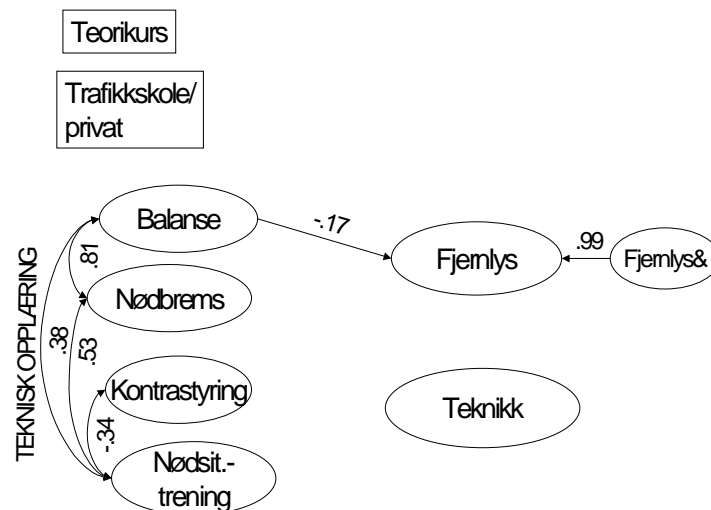 Teorikurs
Trafikkskole/
privat
Balanse
-.17
Fjernlys
.99
Fjernlys&
.81
Nødbrems
TEKNISK OPPLÆRING
.38
.53
Kontrastyring
Teknikk
-.34
Nødsit.-
trening